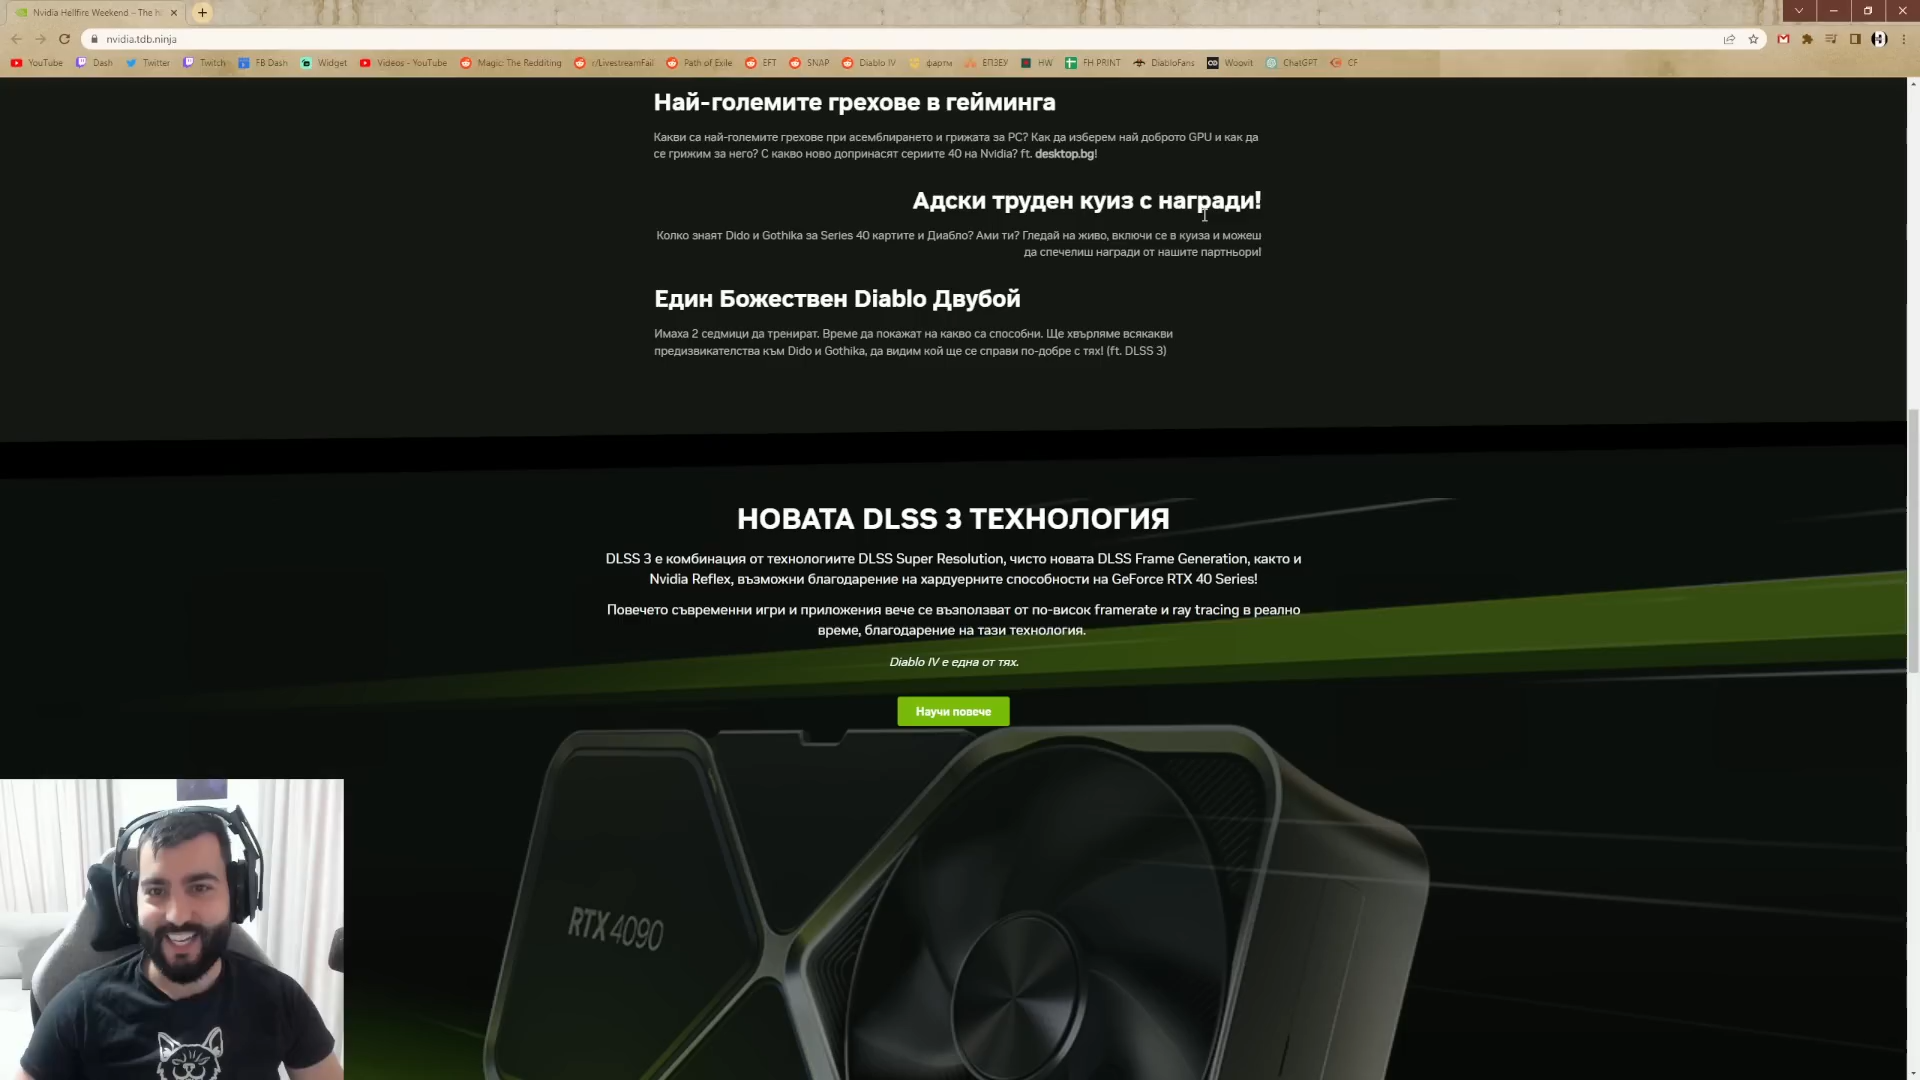 Nvidia Hellfire Weekend – The h
nvidia.tdb.ninja
YouTube Dash Twitter Twitch FB Dash Widget Videos - YouTube Magic: The Redditing r/LivestreamFail Path of Exile EFT SNAP Diablo IV фарти ЕПЗЕУ HW FH PRINT DiabloFans Woovit ChatGPT CF
Най-големите грехове в гейминга
Какви са най-големите грехове при асемблирането и грижата за PC? Как да изберем най доброто GPU и как да
се грижим за него? С какво ново допринасят сериите 40 на Nvidia? ft. desktop.bg!
Адски труден куиз с награди!
Колко знаят Dido и Gothika за Series 40 картите и Диабло? Ами ти? Гледай на живо, включи се в куиза и можеш
да спечелиш награди от нашите партньори!
Един Божествен Diablo Двубой
Имаха 2 седмици да тренират. Време да покажат на какво са способни. Ще хвърляме всякакви
предизвикателства към Dido и Gothika, да видим кой ще се справи по-добре с тях! (ft. DLSS 3)
НОВАТА DLSS 3 ТЕХНОЛОГИЯ
DLSS 3 е комбинация от технологиите DLSS Super Resolution, чисто новата DLSS Frame Generation, както и
Nvidia Reflex, възможни благодарение на хардуерните способности на GeForce RTX 40 Series!
Повечето съвременни игри и приложения вече се възползват от по-висок framerate и ray tracing в реално
време, благодарение на тази технология.
Diablo IV е една от тях.
Научи повече
RTX 4090